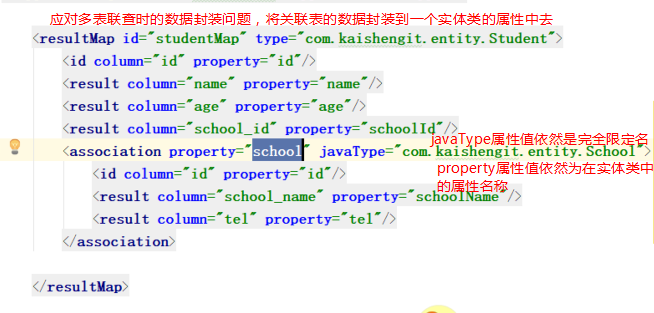 应对多表联查时的数据封装问题，将关联表的数据封装到一个实体类的属性中去
<resultMap id="studentMap" type="com.kaishengit.entity.Student">
<id column="id" property="id"/>
<result column="name" property="name"/>
<result column="age" property="age"/>
<result column="school_id" property="schoolId"/>
javaType属性值依然是完全限定名
<association property="school" javaType="com.kaishengit.entity.School">
property属性值依然为在实体类中
的属性名称
<id column="id" property="id"/>
<result column="school_name" property="schoolName"/>
<result column="tel" property="tel"/>
</association>
</resultMap>